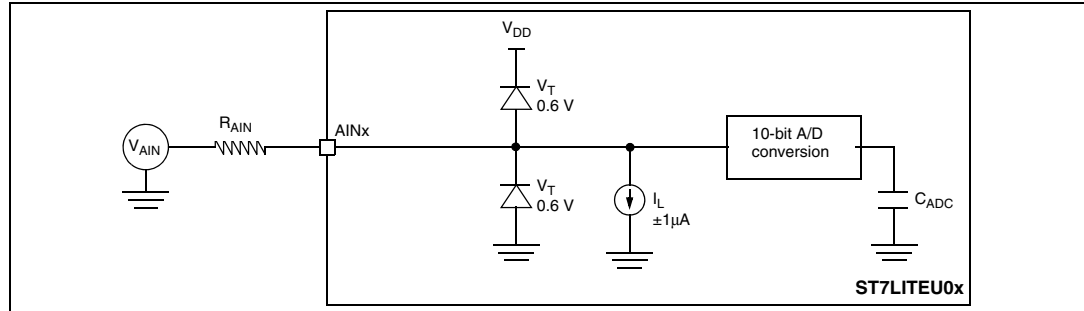 V_DD
V_T
0.6 V
R_AIN
AINx
V_AIN
10-bit A/D
conversion
V_T
0.6 V
I_L
±1µA
C_ADC
ST7LITEU0x